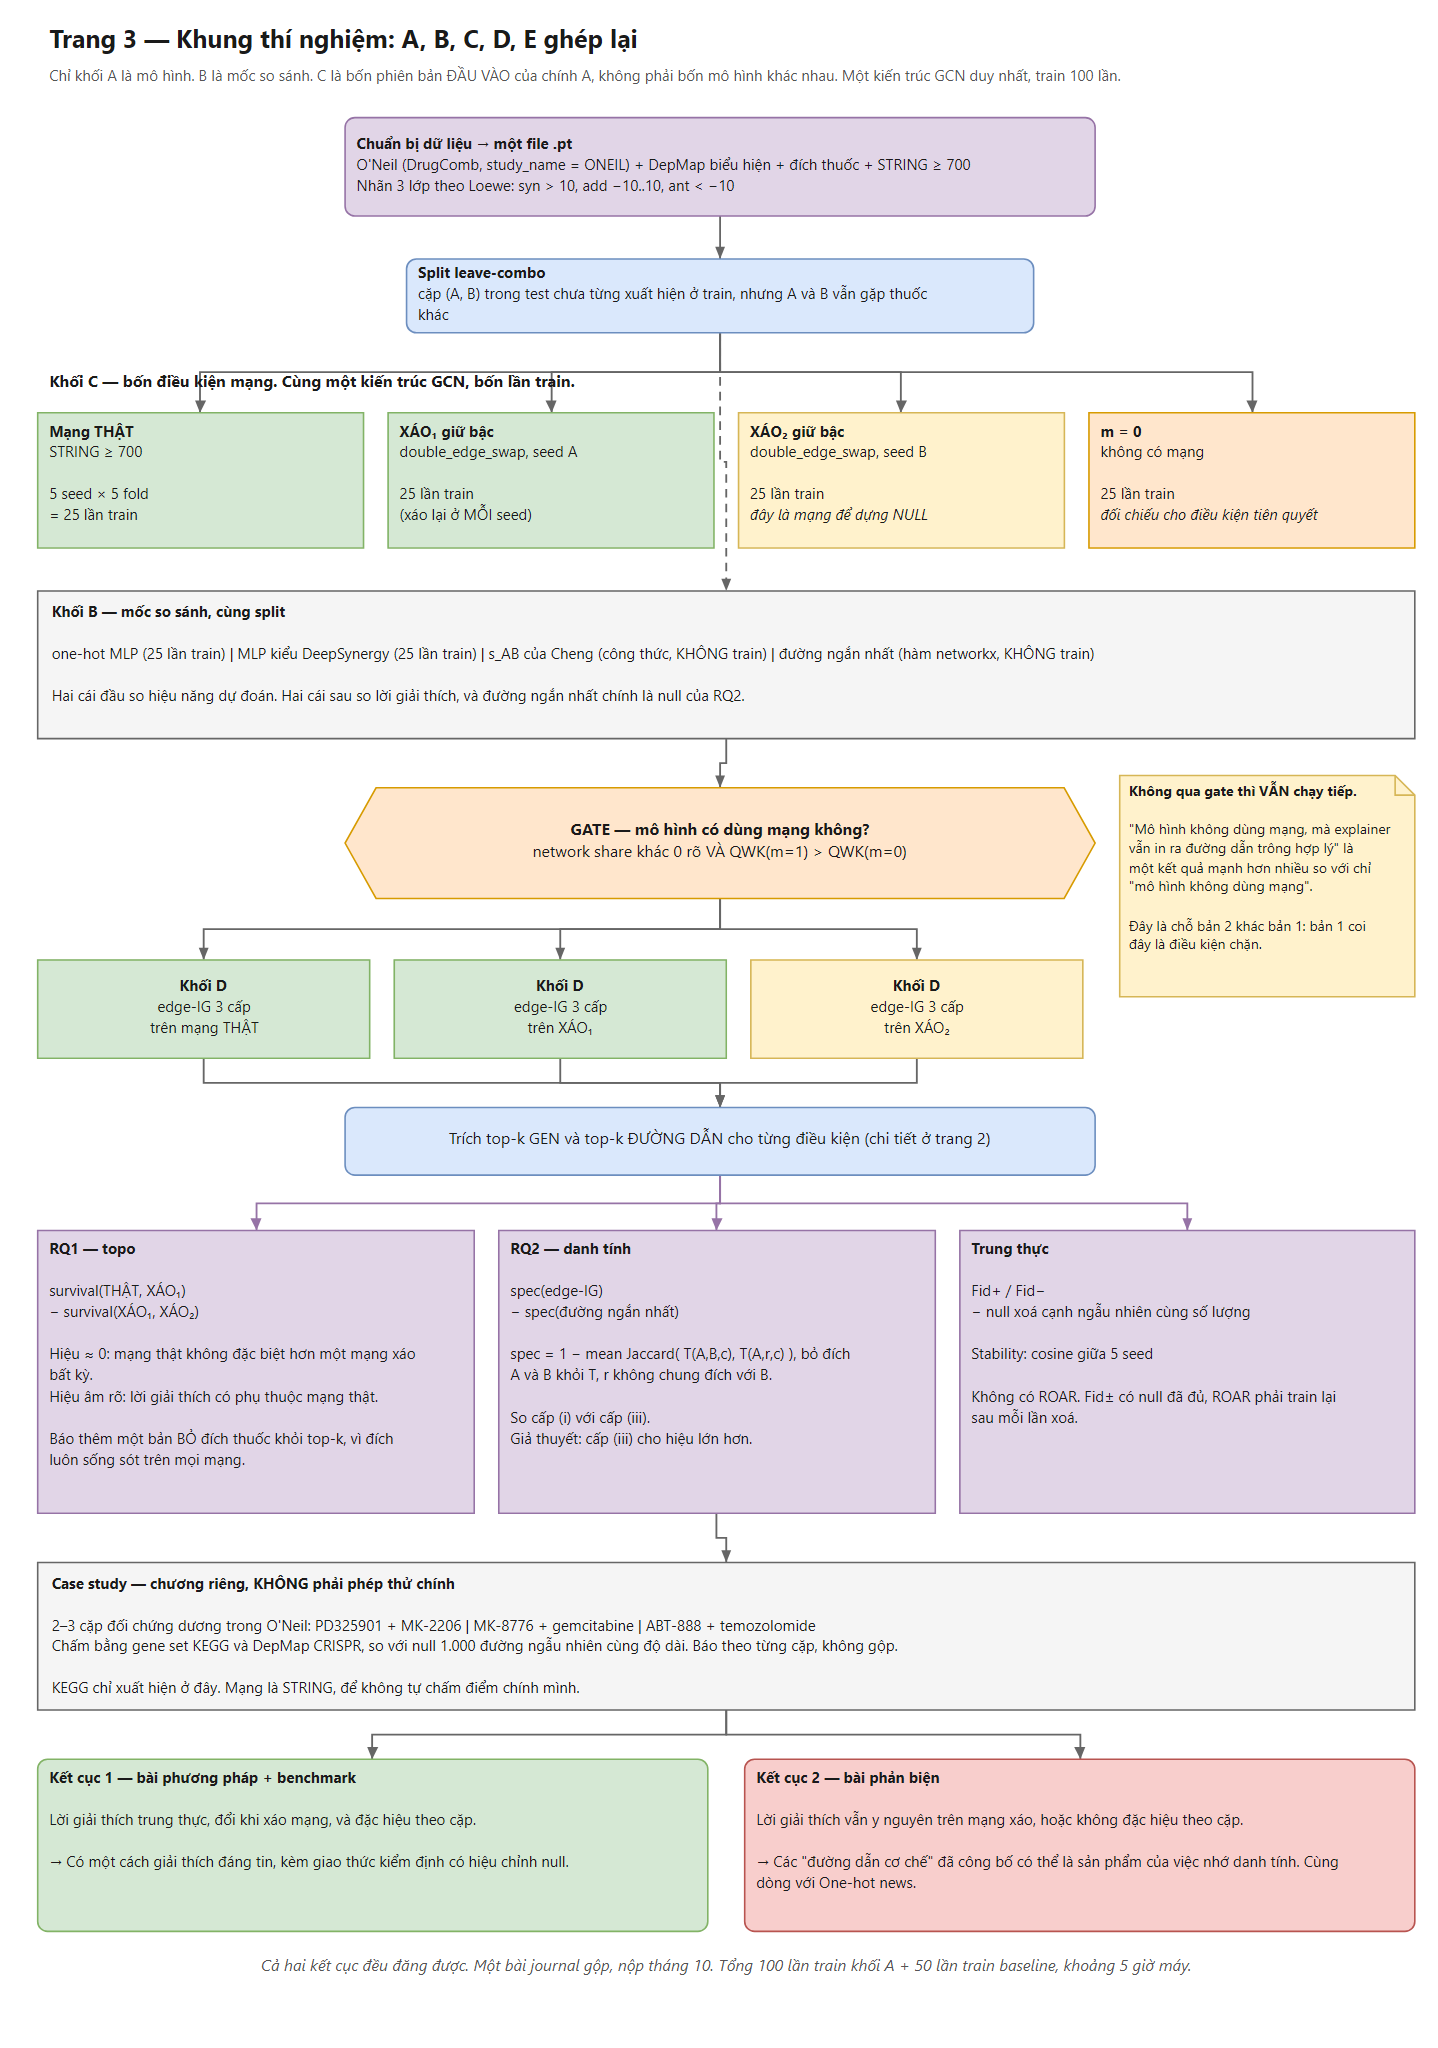 Trang 3 — Khung thí nghiệm: A, B, C, D, E ghép lại
Chỉ khối A là mô hình. B là mốc so sánh. C là bốn phiên bản ĐẦU VÀO của chính A, không phải bốn mô hình khác nhau. Một kiến trúc GCN duy nhất, train 100 lần.
Chuẩn bị dữ liệu → một file .pt
O'Neil (DrugComb, study_name = ONEIL) + DepMap biểu hiện + đích thuốc + STRING ≥ 700
Nhãn 3 lớp theo Loewe: syn > 10, add −10..10, ant < −10
Split leave-combo
cặp (A, B) trong test chưa từng xuất hiện ở train, nhưng A và B vẫn gặp thuốc
khác
Khối C — bốn điều kiện mạng. Cùng một kiến trúc GCN, bốn lần train.
Mạng THẬT
STRING ≥ 700
5 seed × 5 fold
= 25 lần train
XÁO₁ giữ bậc
double_edge_swap, seed A
25 lần train
(xáo lại ở MỖI seed)
XÁO₂ giữ bậc
double_edge_swap, seed B
25 lần train
đây là mạng để dựng NULL
m = 0
không có mạng
25 lần train
đối chiếu cho điều kiện tiên quyết
Khối B — mốc so sánh, cùng split
one-hot MLP (25 lần train) | MLP kiểu DeepSynergy (25 lần train) | s_AB của Cheng (công thức, KHÔNG train) | đường ngắn nhất (hàm networkx, KHÔNG train)
Hai cái đầu so hiệu năng dự đoán. Hai cái sau so lời giải thích, và đường ngắn nhất chính là null của RQ2.
GATE — mô hình có dùng mạng không?
network share khác 0 rõ VÀ QWK(m=1) > QWK(m=0)
Không qua gate thì VẪN chạy tiếp.
"Mô hình không dùng mạng, mà explainer
vẫn in ra đường dẫn trông hợp lý" là
một kết quả mạnh hơn nhiều so với chỉ
"mô hình không dùng mạng".
Đây là chỗ bản 2 khác bản 1: bản 1 coi
đây là điều kiện chặn.
Khối D
edge-IG 3 cấp
trên mạng THẬT
Khối D
edge-IG 3 cấp
trên XÁO₁
Khối D
edge-IG 3 cấp
trên XÁO₂
Trích top-k GEN và top-k ĐƯỜNG DẪN cho từng điều kiện (chi tiết ở trang 2)
RQ1 — topo
survival(THẬT, XÁO₁)
− survival(XÁO₁, XÁO₂)
Hiệu ≈ 0: mạng thật không đặc biệt hơn một mạng xáo
bất kỳ.
Hiệu âm rõ: lời giải thích có phụ thuộc mạng thật.
Báo thêm một bản BỎ đích thuốc khỏi top-k, vì đích
luôn sống sót trên mọi mạng.
RQ2 — danh tính
spec(edge-IG)
− spec(đường ngắn nhất)
spec = 1 − mean Jaccard( T(A,B,c), T(A,r,c) ), bỏ đích
A và B khỏi T, r không chung đích với B.
So cấp (i) với cấp (iii).
Giả thuyết: cấp (iii) cho hiệu lớn hơn.
Trung thực
Fid+ / Fid−
− null xoá cạnh ngẫu nhiên cùng số lượng
Stability: cosine giữa 5 seed
Không có ROAR. Fid± có null đã đủ, ROAR phải train lại
sau mỗi lần xoá.
Case study — chương riêng, KHÔNG phải phép thử chính
2–3 cặp đối chứng dương trong O'Neil: PD325901 + MK-2206 | MK-8776 + gemcitabine | ABT-888 + temozolomide
Chấm bằng gene set KEGG và DepMap CRISPR, so với null 1.000 đường ngẫu nhiên cùng độ dài. Báo theo từng cặp, không gộp.
KEGG chỉ xuất hiện ở đây. Mạng là STRING, để không tự chấm điểm chính mình.
Kết cục 1 — bài phương pháp + benchmark
Lời giải thích trung thực, đổi khi xáo mạng, và đặc hiệu theo cặp.
→ Có một cách giải thích đáng tin, kèm giao thức kiểm định có hiệu chỉnh null.
Kết cục 2 — bài phản biện
Lời giải thích vẫn y nguyên trên mạng xáo, hoặc không đặc hiệu theo cặp.
→ Các "đường dẫn cơ chế" đã công bố có thể là sản phẩm của việc nhớ danh tính. Cùng
dòng với One-hot news.
Cả hai kết cục đều đăng được. Một bài journal gộp, nộp tháng 10. Tổng 100 lần train khối A + 50 lần train baseline, khoảng 5 giờ máy.